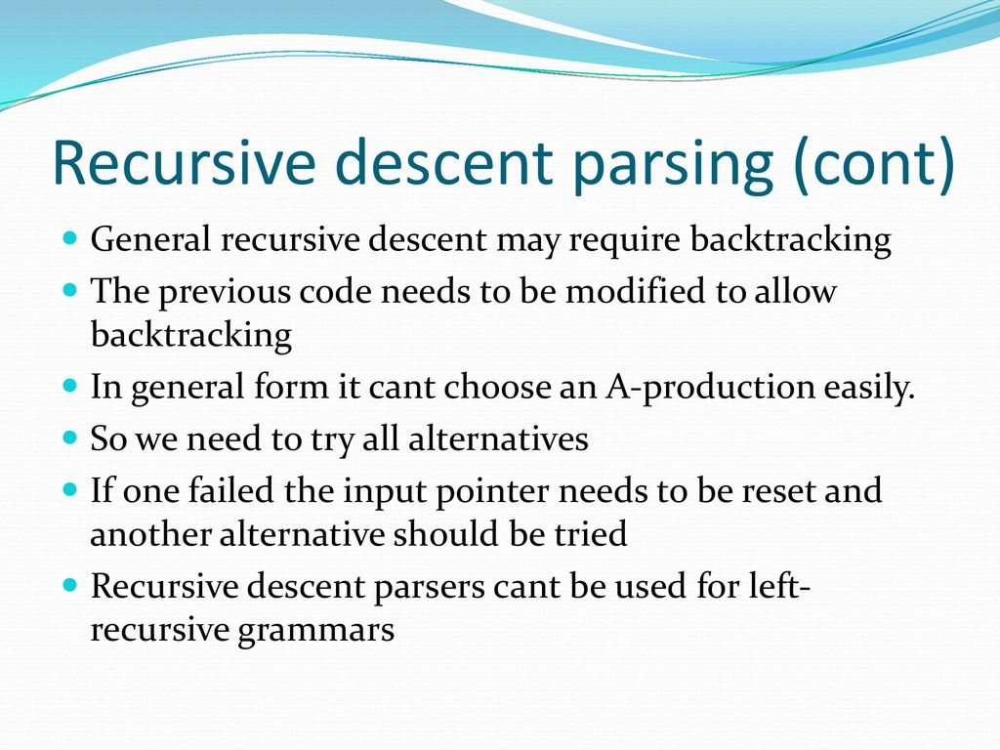 Recursive descent parsing (cont)
General recursive descent may require backtracking
The previous code needs to be modified to allow
backtracking
In general form it cant choose an A-production easily.
So we need to try all alternatives
If one failed the input pointer needs to be reset and
another alternative should be tried
Recursive descent parsers cant be used for left-
recursive grammars